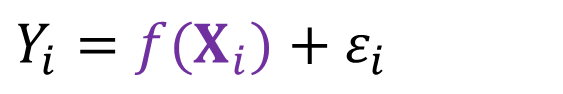 Yᵢ = f(𝐗ᵢ) + εᵢ